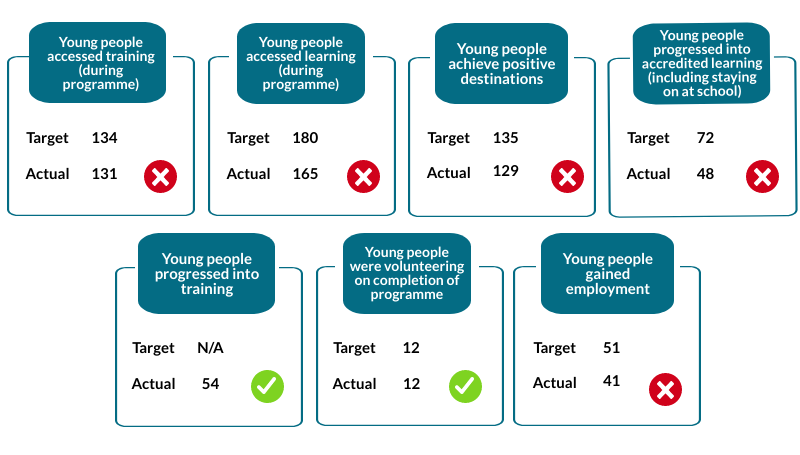 Young people
accessed training
(during
programme)
Target 134
Actual 131
Young people
accessed learning
(during
programme)
Target 180
Actual 165
Young people
achieve positive
destinations
Target 135
Actual 129
Young people
progressed into
accredited learning
(including staying
on at school)
Target 72
Actual 48
Young people
progressed into
training
Target N/A
Actual 54
Young people
were volunteering
on completion of
programme
Target 12
Actual 12
Young people
gained
employment
Target 51
Actual 41